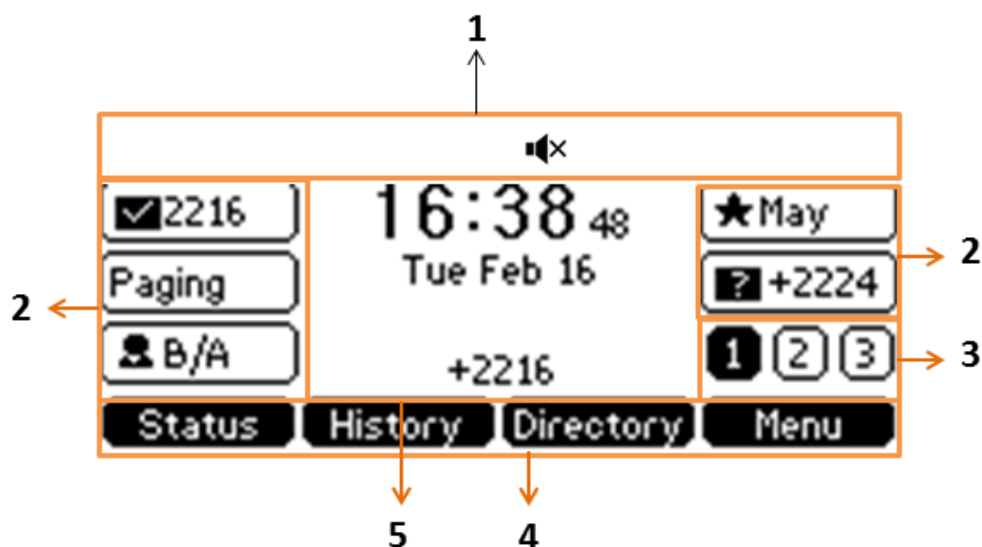 1
2216
16:38 48
May
Paging
Tue Feb 16
? +2224
2
2
B/A
+2216
1 2 3
3
Status
History
Directory
Menu
5
4